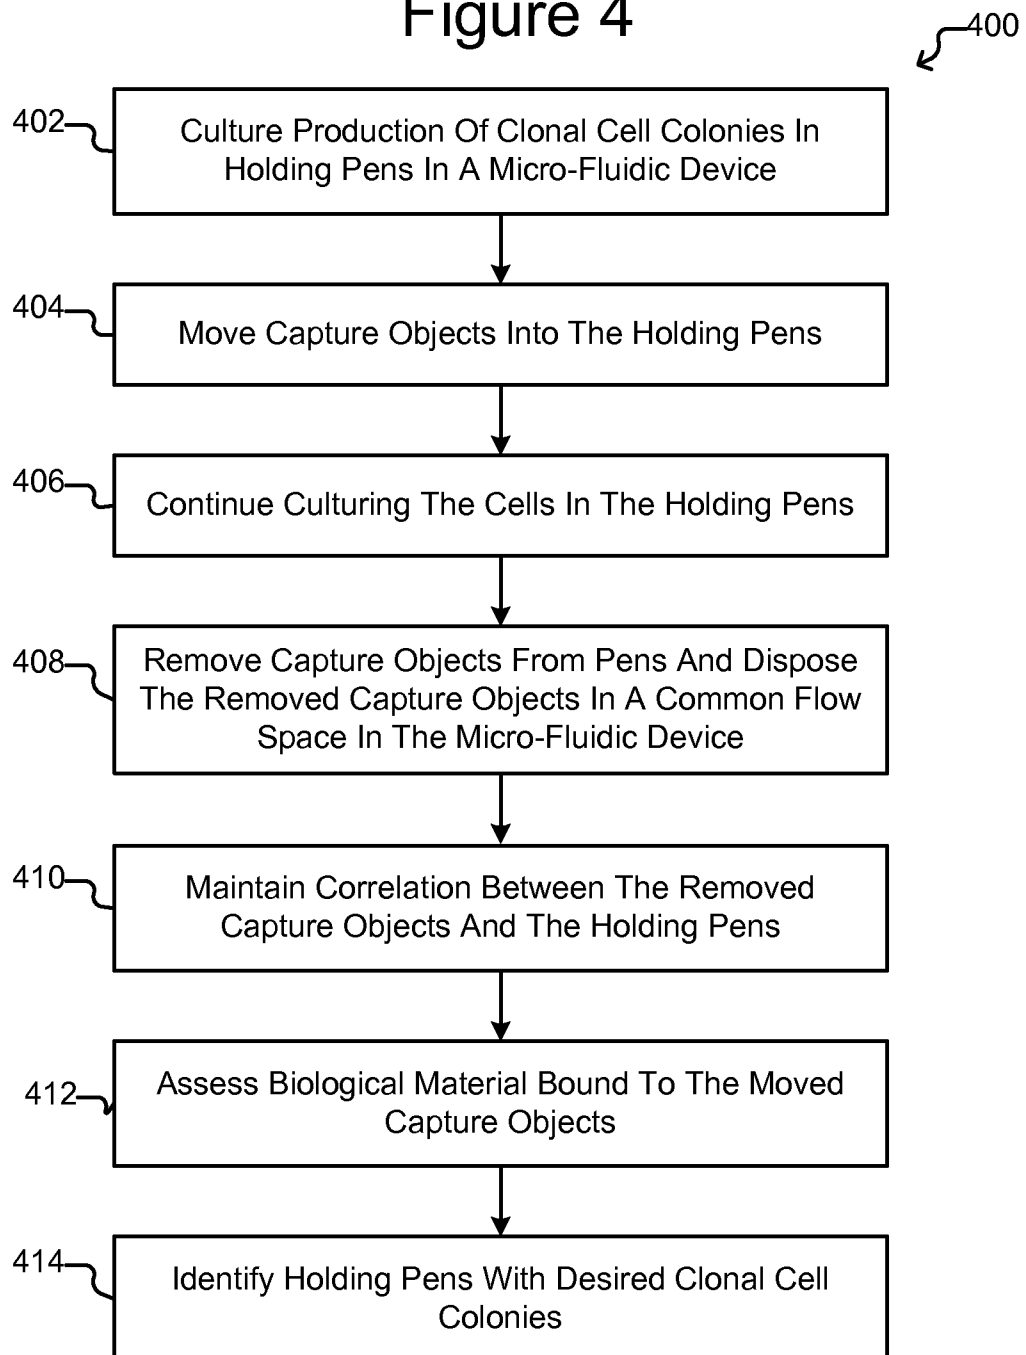 Figure 4
400
402
Culture Production Of Clonal Cell Colonies In
Holding Pens In A Micro-Fluidic Device
404
Move Capture Objects Into The Holding Pens
406
Continue Culturing The Cells In The Holding Pens
408
Remove Capture Objects From Pens And Dispose
The Removed Capture Objects In A Common Flow
Space In The Micro-Fluidic Device
410
Maintain Correlation Between The Removed
Capture Objects And The Holding Pens
412
Assess Biological Material Bound To The Moved
Capture Objects
414
Identify Holding Pens With Desired Clonal Cell
Colonies